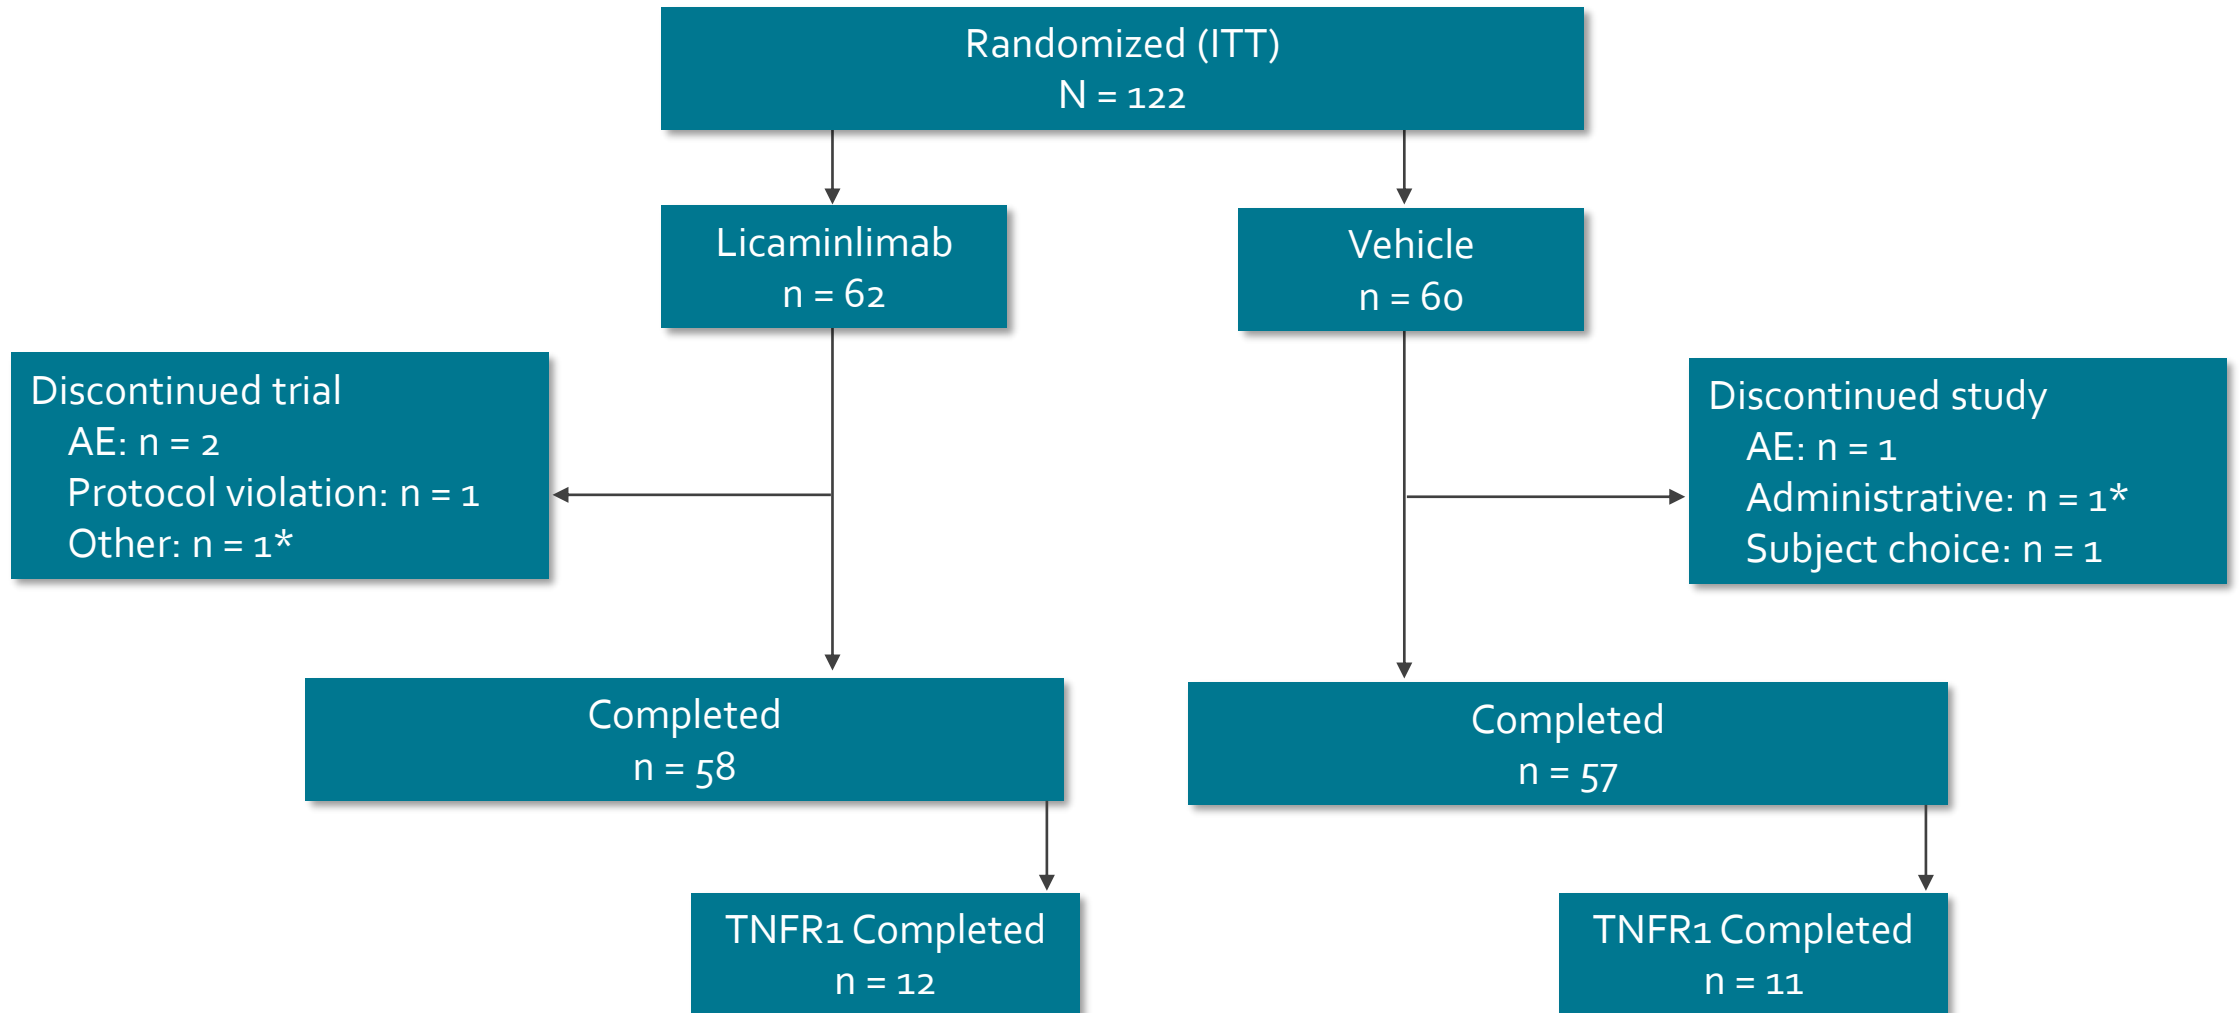 Randomized (ITT)
N = 122
Licaminlimab
n = 62
Vehicle
n = 60
Discontinued trial
AE: n = 2
Protocol violation: n = 1
Other: n = 1*
Discontinued study
AE: n = 1
Administrative: n = 1*
Subject choice: n = 1
Completed
n = 58
Completed
n = 57
TNFR1 Completed
n = 12
TNFR1 Completed
n = 11